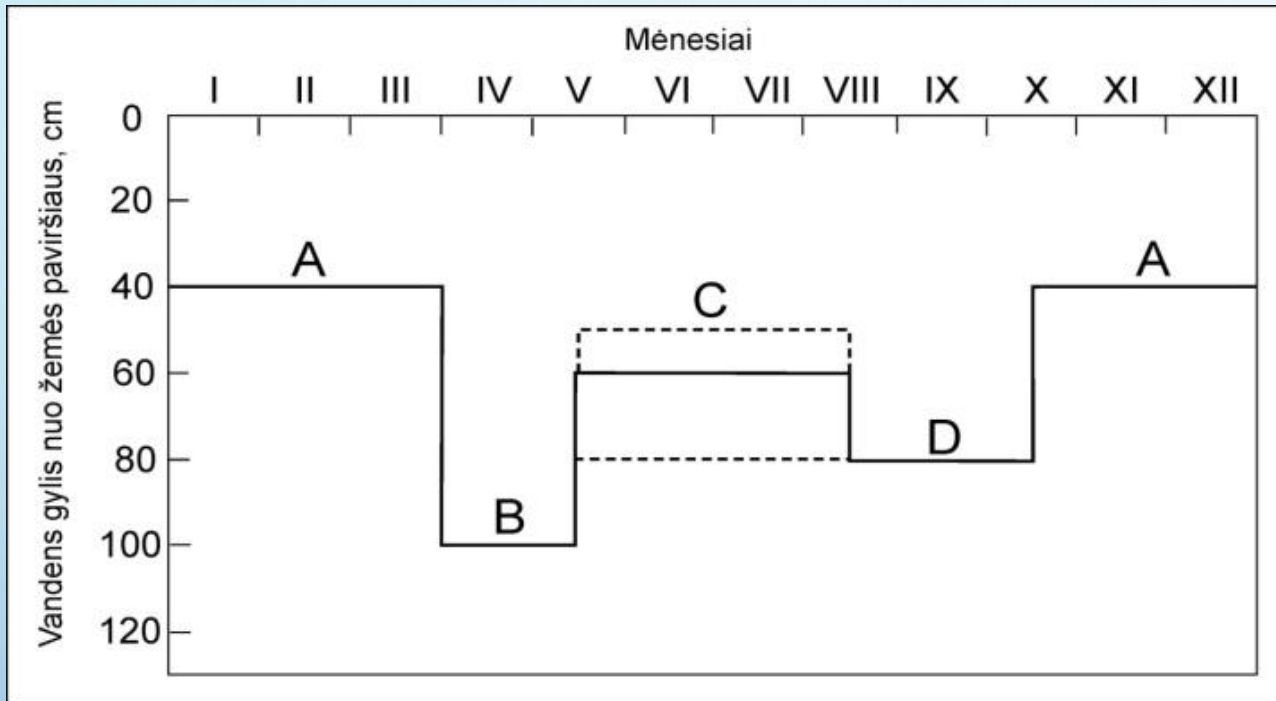 Mėnesiai
I II III IV V VI VII VIII IX X XI XII
Vandens gylis nuo žemės paviršiaus, cm
0
20
40
60
80
100
120
A
A
C
D
B